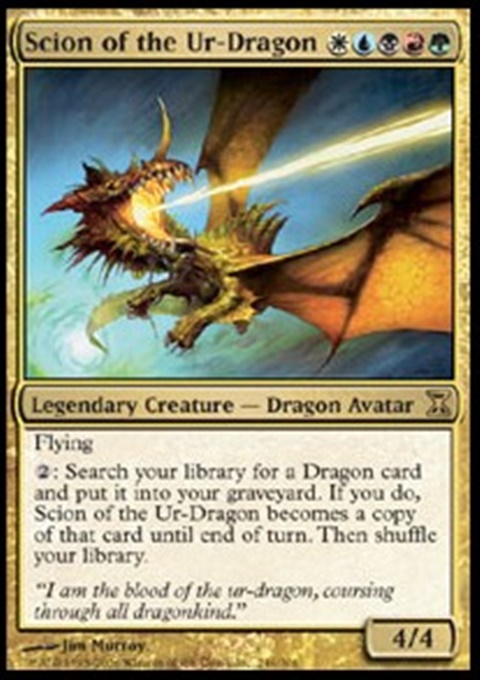 Scion of the Ur-Dragon
Legendary Creature — Dragon Avatar
Flying
2: Search your library for a Dragon card
and put it into your graveyard. If you do,
Scion of the Ur-Dragon becomes a copy
of that card until end of turn. Then shuffle
your library.
"I am the blood of the ur-dragon, coursing
through all dragonkind."
Jim Murray
4/4